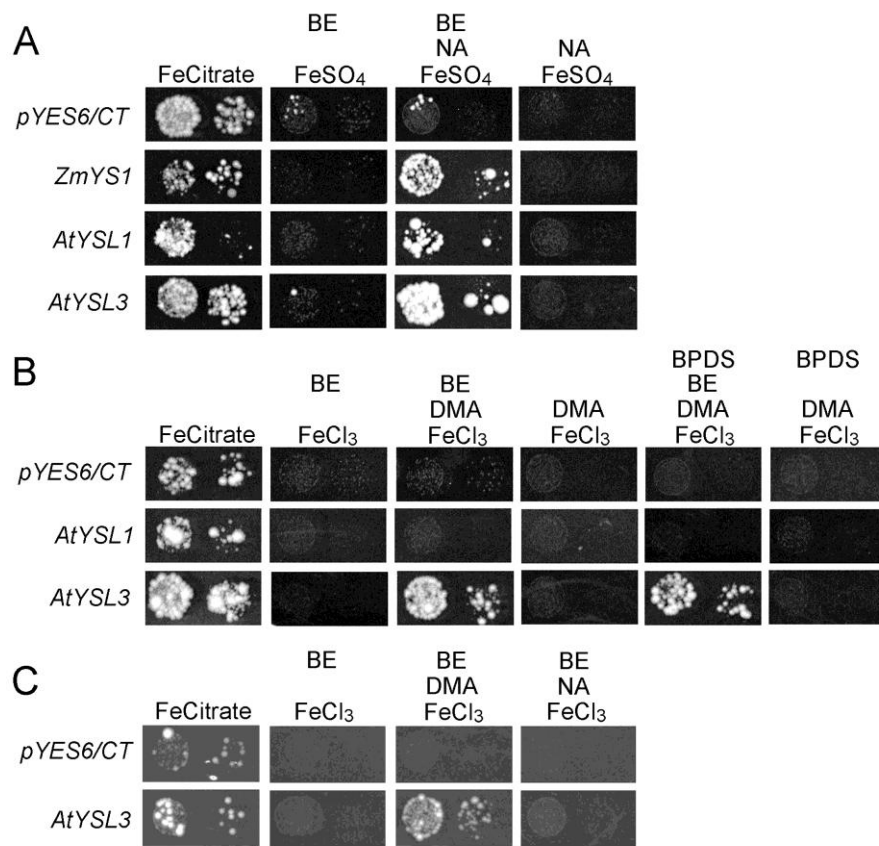 A
BE
BE
NA
NA
FeCitrate
FeSO4
FeSO4
FeSO4
pYES6/CT
ZmYS1
AtYSL1
AtYSL3
B
BE
BE
DMA
DMA
BPDS
BE
DMA
BPDS
DMA
FeCitrate
FeCl3
FeCl3
FeCl3
FeCl3
FeCl3
pYES6/CT
AtYSL1
AtYSL3
C
BE
BE
DMA
BE
NA
FeCitrate
FeCl3
FeCl3
FeCl3
pYES6/CT
AtYSL3